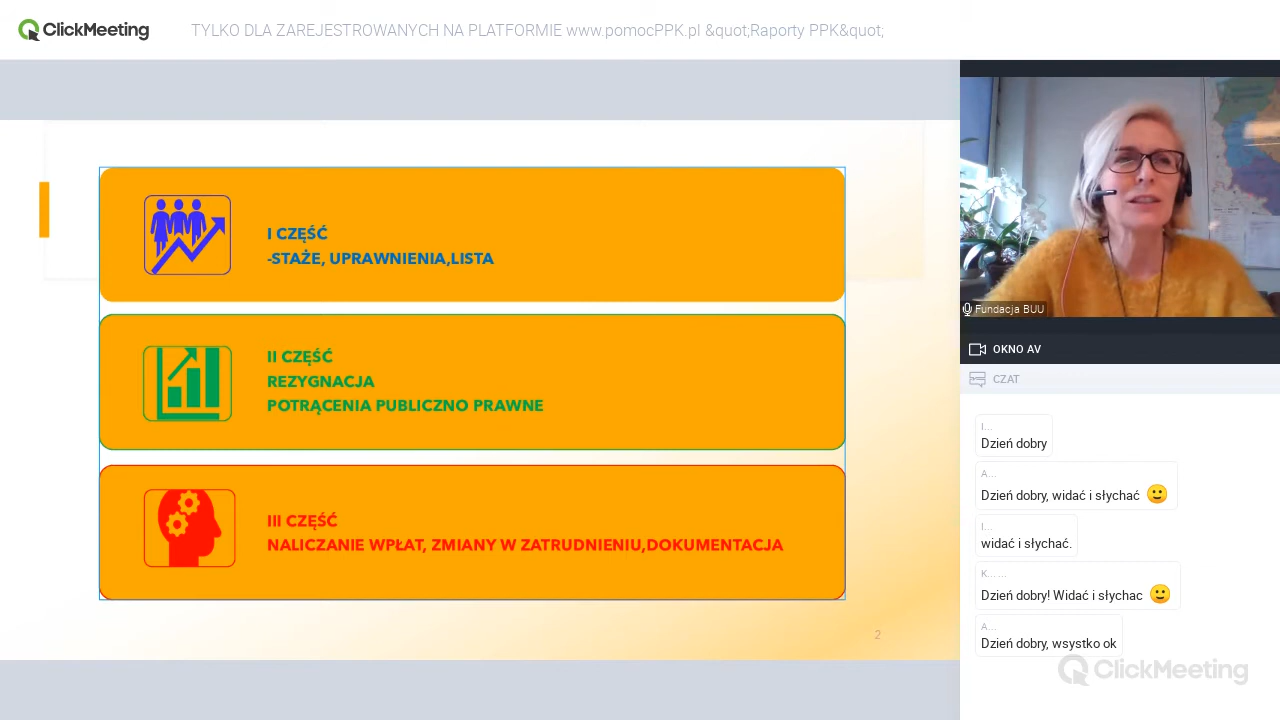 ClickMeeting
TYLKO DLA ZAREJESTROWANYCH NA PLATFORMIE www.pomocPPK.pl &quot;Raporty PPK&quot;
I CZĘŚĆ
-STAŻE, UPRAWNIENIA,LISTA
II CZĘŚĆ
REZYGNACJA
POTRĄCENIA PUBLICZNO PRAWNE
III CZĘŚĆ
NALICZANIE WPŁAT, ZMIANY W ZATRUDNIENIU,DOKUMENTACJA
2
Fundacja BUU
OKNO AV
CZAT
I...
Dzień dobry
A...
Dzień dobry, widać i słychać 🙂
I...
widać i słychać.
K... ...
Dzień dobry! Widać i słychac 🙂
A...
Dzień dobry, wsystko ok
ClickMeeting